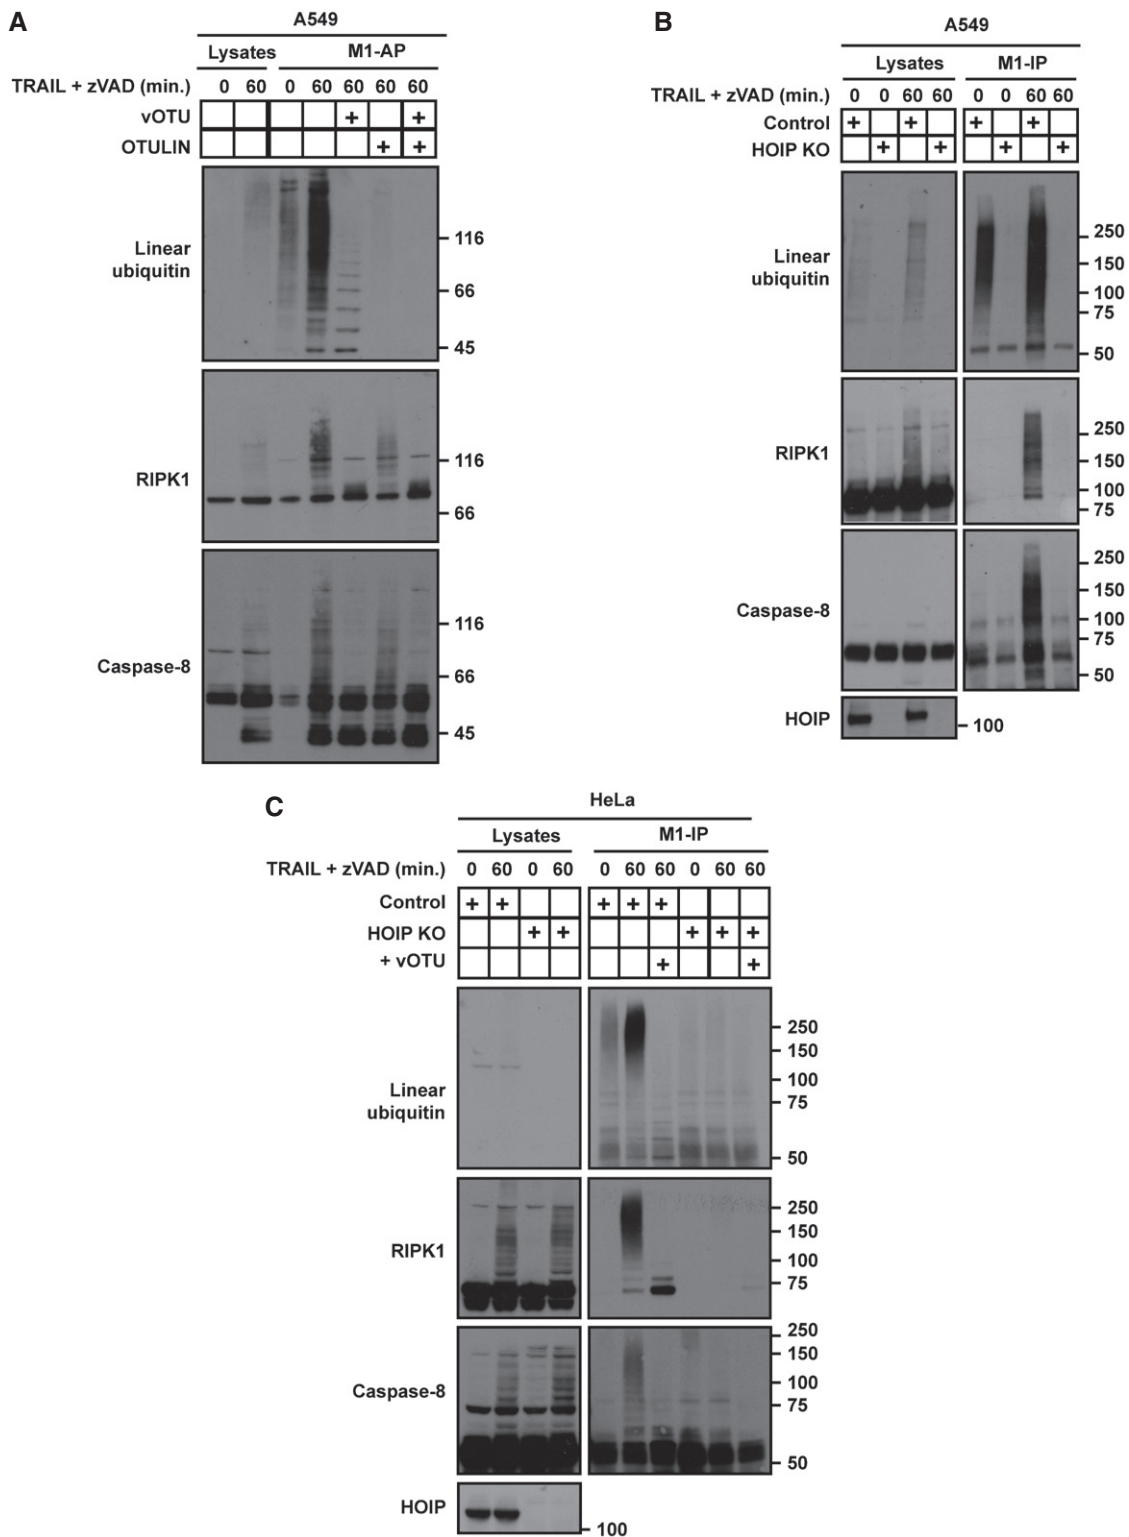 A
A549
Lysates M1-AP
TRAIL + zVAD (min.) 0 60 0 60 60 60 60
vOTU + +
OTULIN + +
Linear
ubiquitin
116
66
45
RIPK1
116
66
Caspase-8
116
66
45
B
A549
Lysates M1-IP
TRAIL + zVAD (min.) 0 0 60 60 0 0 60 60
Control + + + +
HOIP KO + + + +
Linear
ubiquitin
250
150
100
75
50
RIPK1
250
150
100
75
Caspase-8
250
150
100
75
50
HOIP
100
C
HeLa
Lysates M1-IP
TRAIL + zVAD (min.) 0 60 0 60 0 60 60 0 60 60
Control + + + + +
HOIP KO + + + + +
+ vOTU + +
Linear
ubiquitin
250
150
100
75
50
RIPK1
250
150
100
75
Caspase-8
250
150
100
75
50
HOIP
100